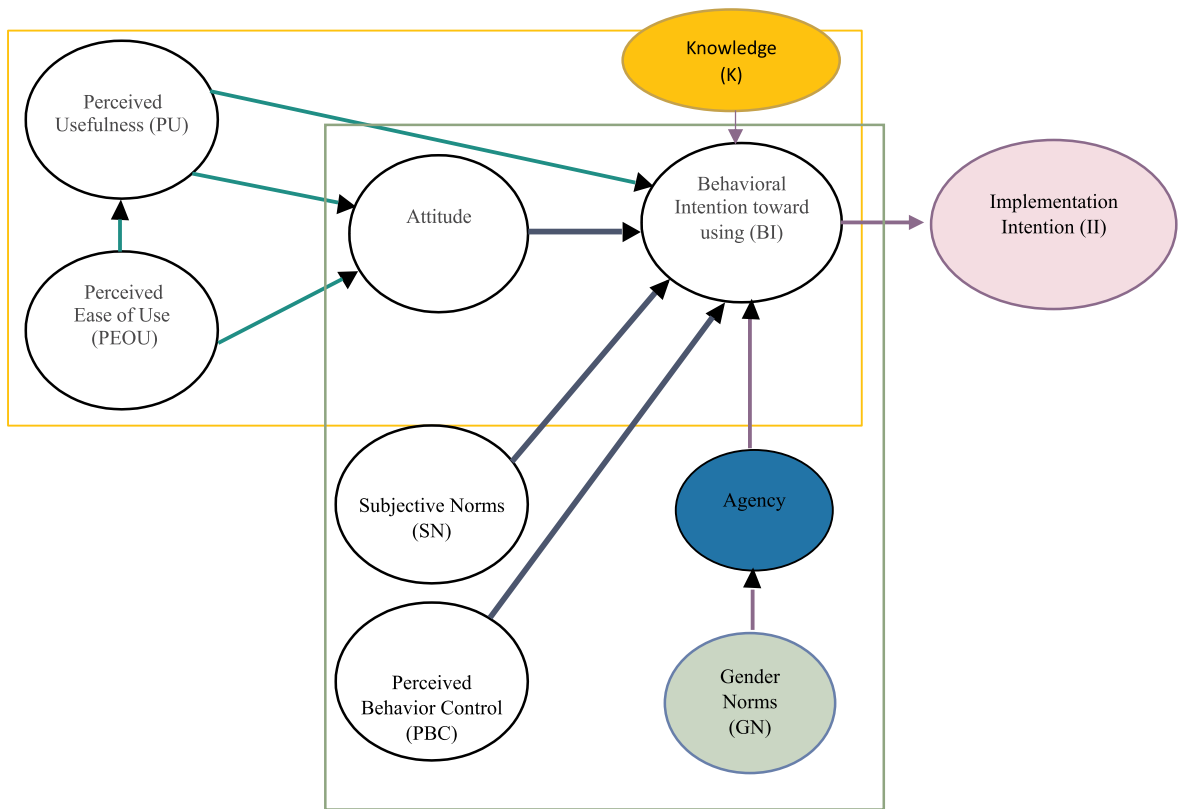 Knowledge
(K)
Perceived
Usefulness (PU)
Attitude
Behavioral
Intention toward
using (BI)
Implementation
Intention (II)
Perceived
Ease of Use
(PEOU)
Subjective Norms
(SN)
Agency
Perceived
Behavior Control
(PBC)
Gender
Norms
(GN)